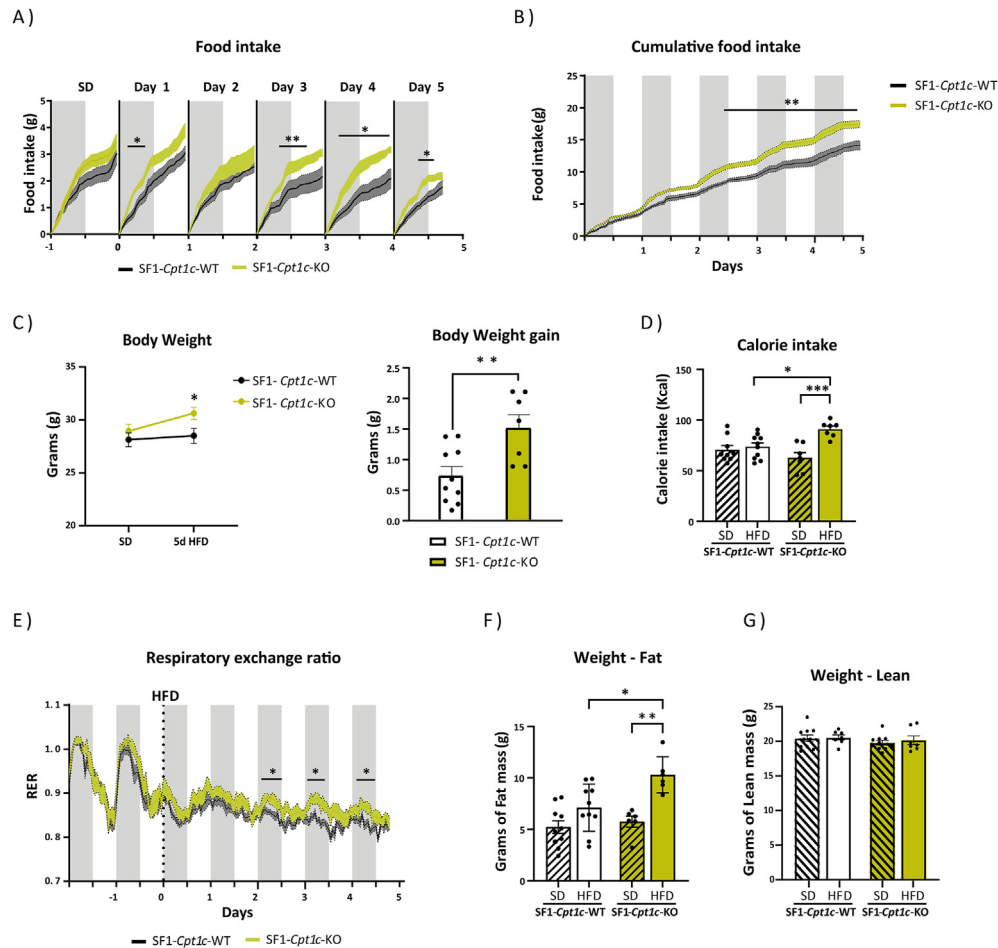 A)
Food intake
SD Day 1 Day 2 Day 3 Day 4 Day 5
Food intake (g)
6
5
4
3
2
1
0
* ** * *
-1 0 1 2 3 4 5
SF1-Cpt1c-WT SF1-Cpt1c-KO
B)
Cumulative food intake
Food intake(g)
25
20
15
10
5
0
**
1 2 3 4 5
Days
SF1-Cpt1c-WT
SF1-Cpt1c-KO
C)
Body Weight
Grams (g)
35
30
25
20
*
SD 5d HFD
SF1- Cpt1c-WT
SF1- Cpt1c-KO
Body Weight gain
**
Grams (g)
2.5
2.0
1.5
1.0
0.5
0.0
SF1- Cpt1c-WT
SF1- Cpt1c-KO
D)
Calorie intake
*
***
Calorie intake (Kcal)
150
100
50
0
SD HFD SD HFD
SF1-Cpt1c-WT SF1-Cpt1c-KO
E)
Respiratory exchange ratio
HFD
RER
1.1
1.0
0.9
0.8
0.7
* * *
-1 0 1 2 3 4 5
Days
SF1-Cpt1c-WT SF1-Cpt1c-KO
F)
Weight - Fat
*
**
Grams of Fat mass (g)
15
10
5
0
SD HFD SD HFD
SF1-Cpt1c-WT SF1-Cpt1c-KO
G)
Weight - Lean
Grams of Lean mass (g)
25
20
15
10
5
0
SD HFD SD HFD
SF1-Cpt1c-WT SF1-Cpt1c-KO